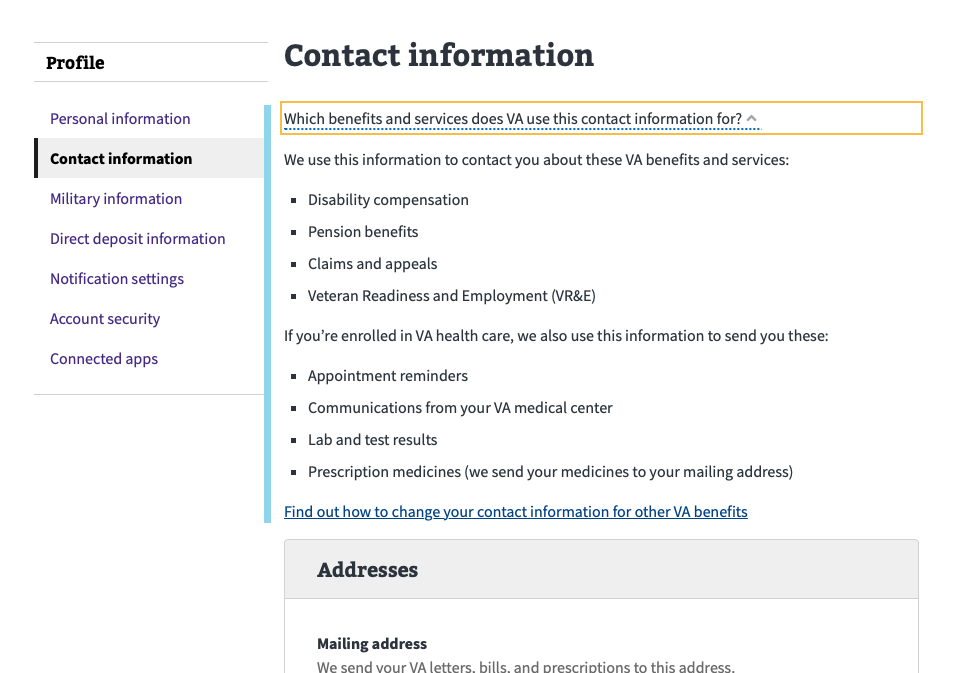 Profile
Personal information
Contact information
Military information
Direct deposit information
Notification settings
Account security
Connected apps
Contact information
Which benefits and services does VA use this contact information for?
We use this information to contact you about these VA benefits and services:
Disability compensation
Pension benefits
Claims and appeals
Veteran Readiness and Employment (VR&E)
If you’re enrolled in VA health care, we also use this information to send you these:
Appointment reminders
Communications from your VA medical center
Lab and test results
Prescription medicines (we send your medicines to your mailing address)
Find out how to change your contact information for other VA benefits
Addresses
Mailing address
We send your VA letters, bills, and prescriptions to this address.